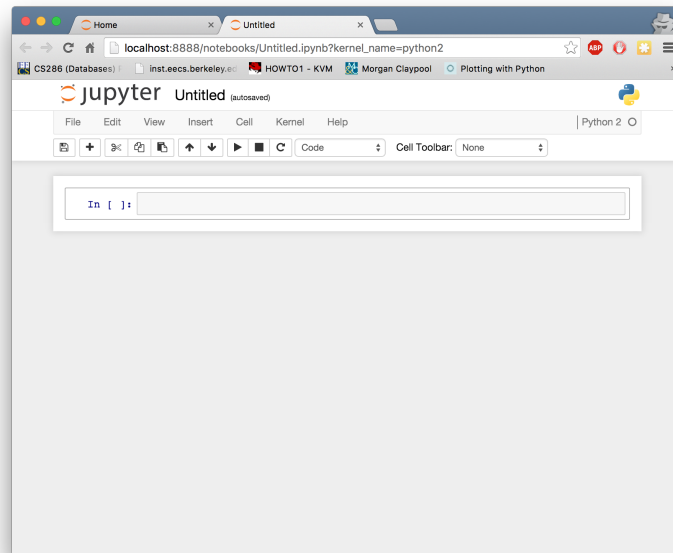 Home Untitled
localhost:8888/notebooks/Untitled.ipynb?kernel_name=python2 ABP
CS286 (Databases) inst.eecs.berkeley.ed HOWTO1 - KVM Morgan Claypool Plotting with Python
jupyter Untitled (autosaved)
File Edit View Insert Cell Kernel Help Python 2
Code Cell Toolbar: None
In [ ]: